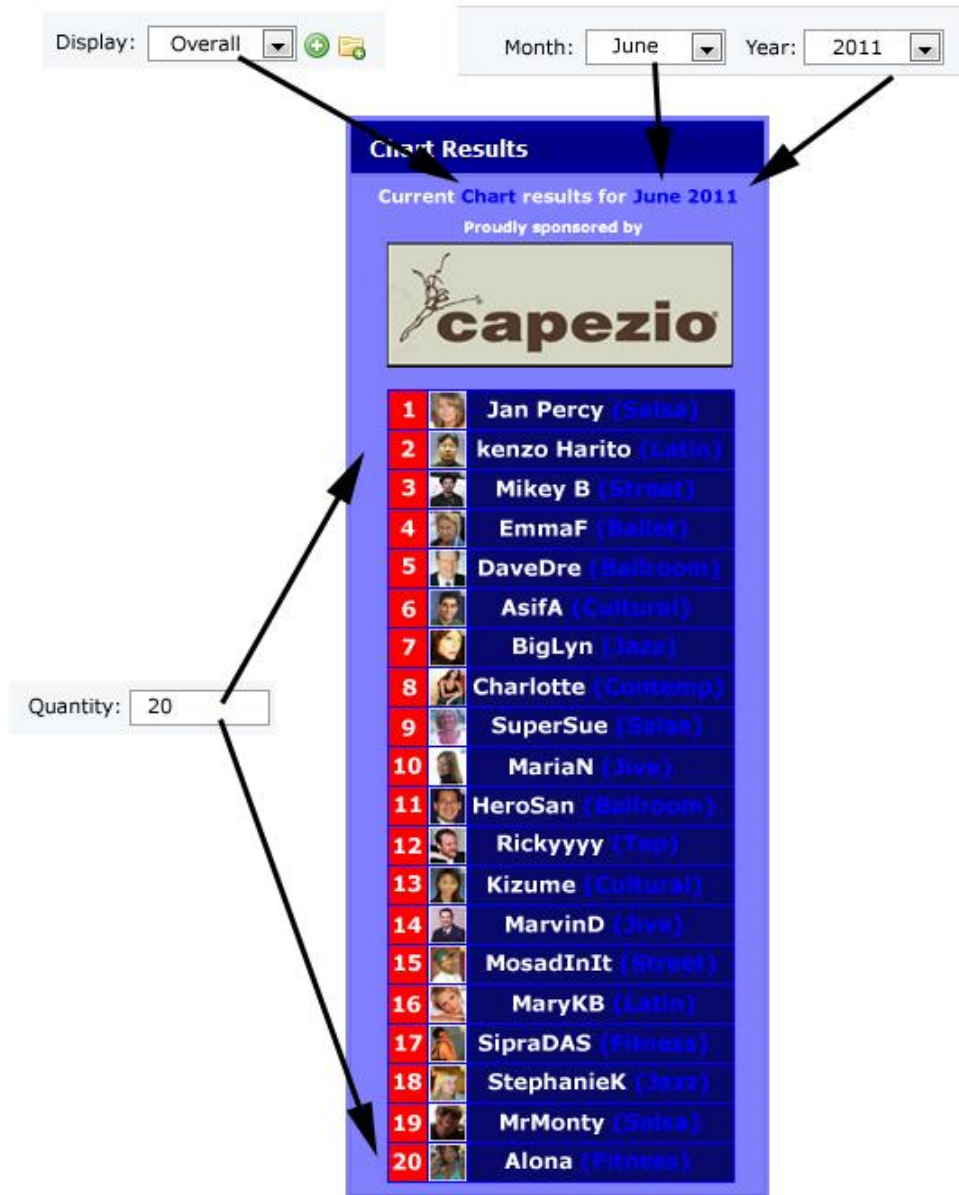 Display: Overall
Month: June Year: 2011
Chart Results
Current Chart results for June 2011
Proudly sponsored by
capezio
1 Jan Percy (Salsa)
2 kenzo Harito (Latin)
3 Mikey B (Street)
4 EmmaF (Ballet)
5 DaveDre (Ballroom)
6 AsifA (Cultural)
7 BigLyn (Jazz)
8 Charlotte (Contemp)
9 SuperSue (Salsa)
10 MariaN (Jive)
11 HeroSan (Ballroom)
12 Rickyyyy (Tap)
13 Kizume (Cultural)
14 MarvinD (Jive)
15 MosadInIt (Street)
16 MaryKB (Latin)
17 SipraDAS (Fitness)
18 StephanieK (Jazz)
19 MrMonty (Salsa)
20 Alona (Fitness)
Quantity: 20